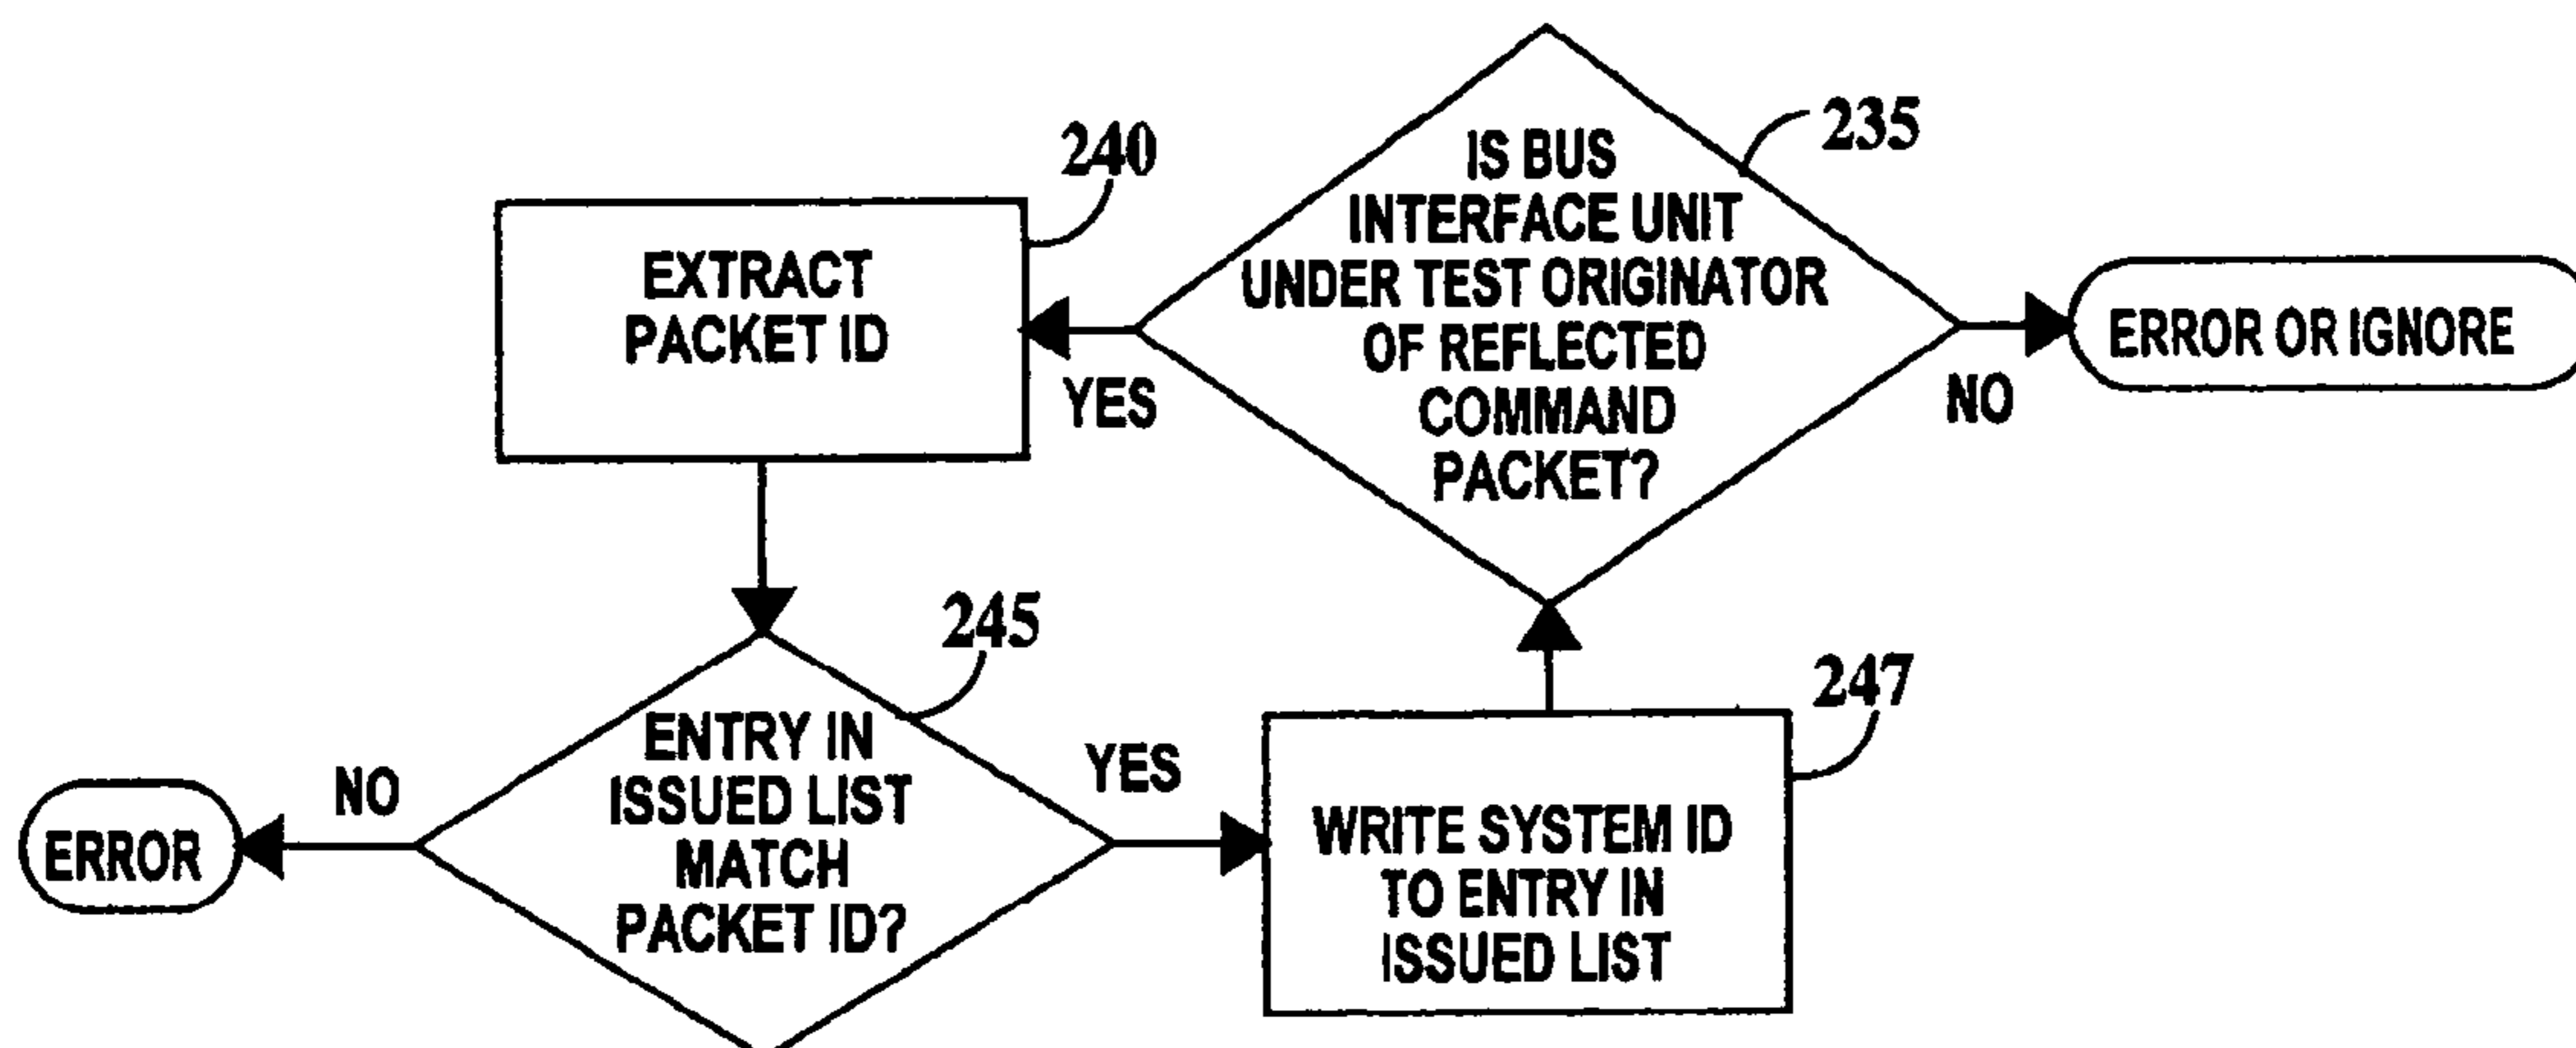 240
EXTRACT
PACKET ID
235
IS BUS
INTERFACE UNIT
UNDER TEST ORIGINATOR
OF REFLECTED
COMMAND
PACKET?
YES
NO
ERROR OR IGNORE
245
ENTRY IN
ISSUED LIST
MATCH
PACKET ID?
NO
ERROR
YES
247
WRITE SYSTEM ID
TO ENTRY IN
ISSUED LIST